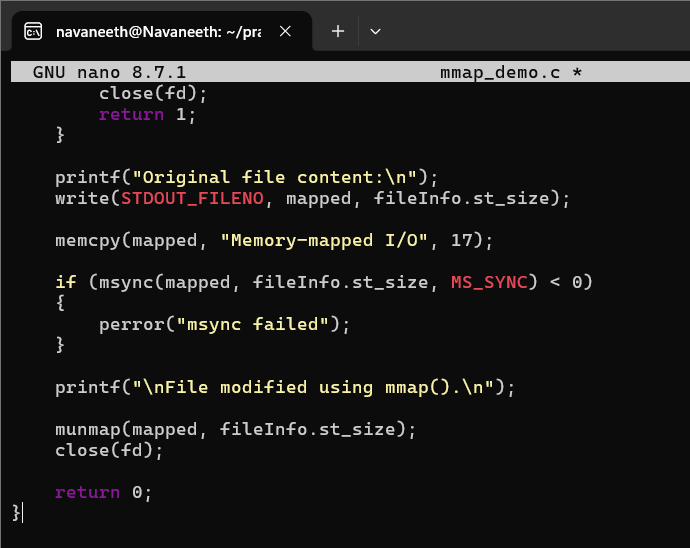 navaneeth@Navaneeth: ~/pra
GNU nano 8.7.1 mmap_demo.c *
        close(fd);
        return 1;
    }

    printf("Original file content:\n");
    write(STDOUT_FILENO, mapped, fileInfo.st_size);

    memcpy(mapped, "Memory-mapped I/O", 17);

    if (msync(mapped, fileInfo.st_size, MS_SYNC) < 0)
    {
        perror("msync failed");
    }

    printf("\nFile modified using mmap().\n");

    munmap(mapped, fileInfo.st_size);
    close(fd);

    return 0;
}